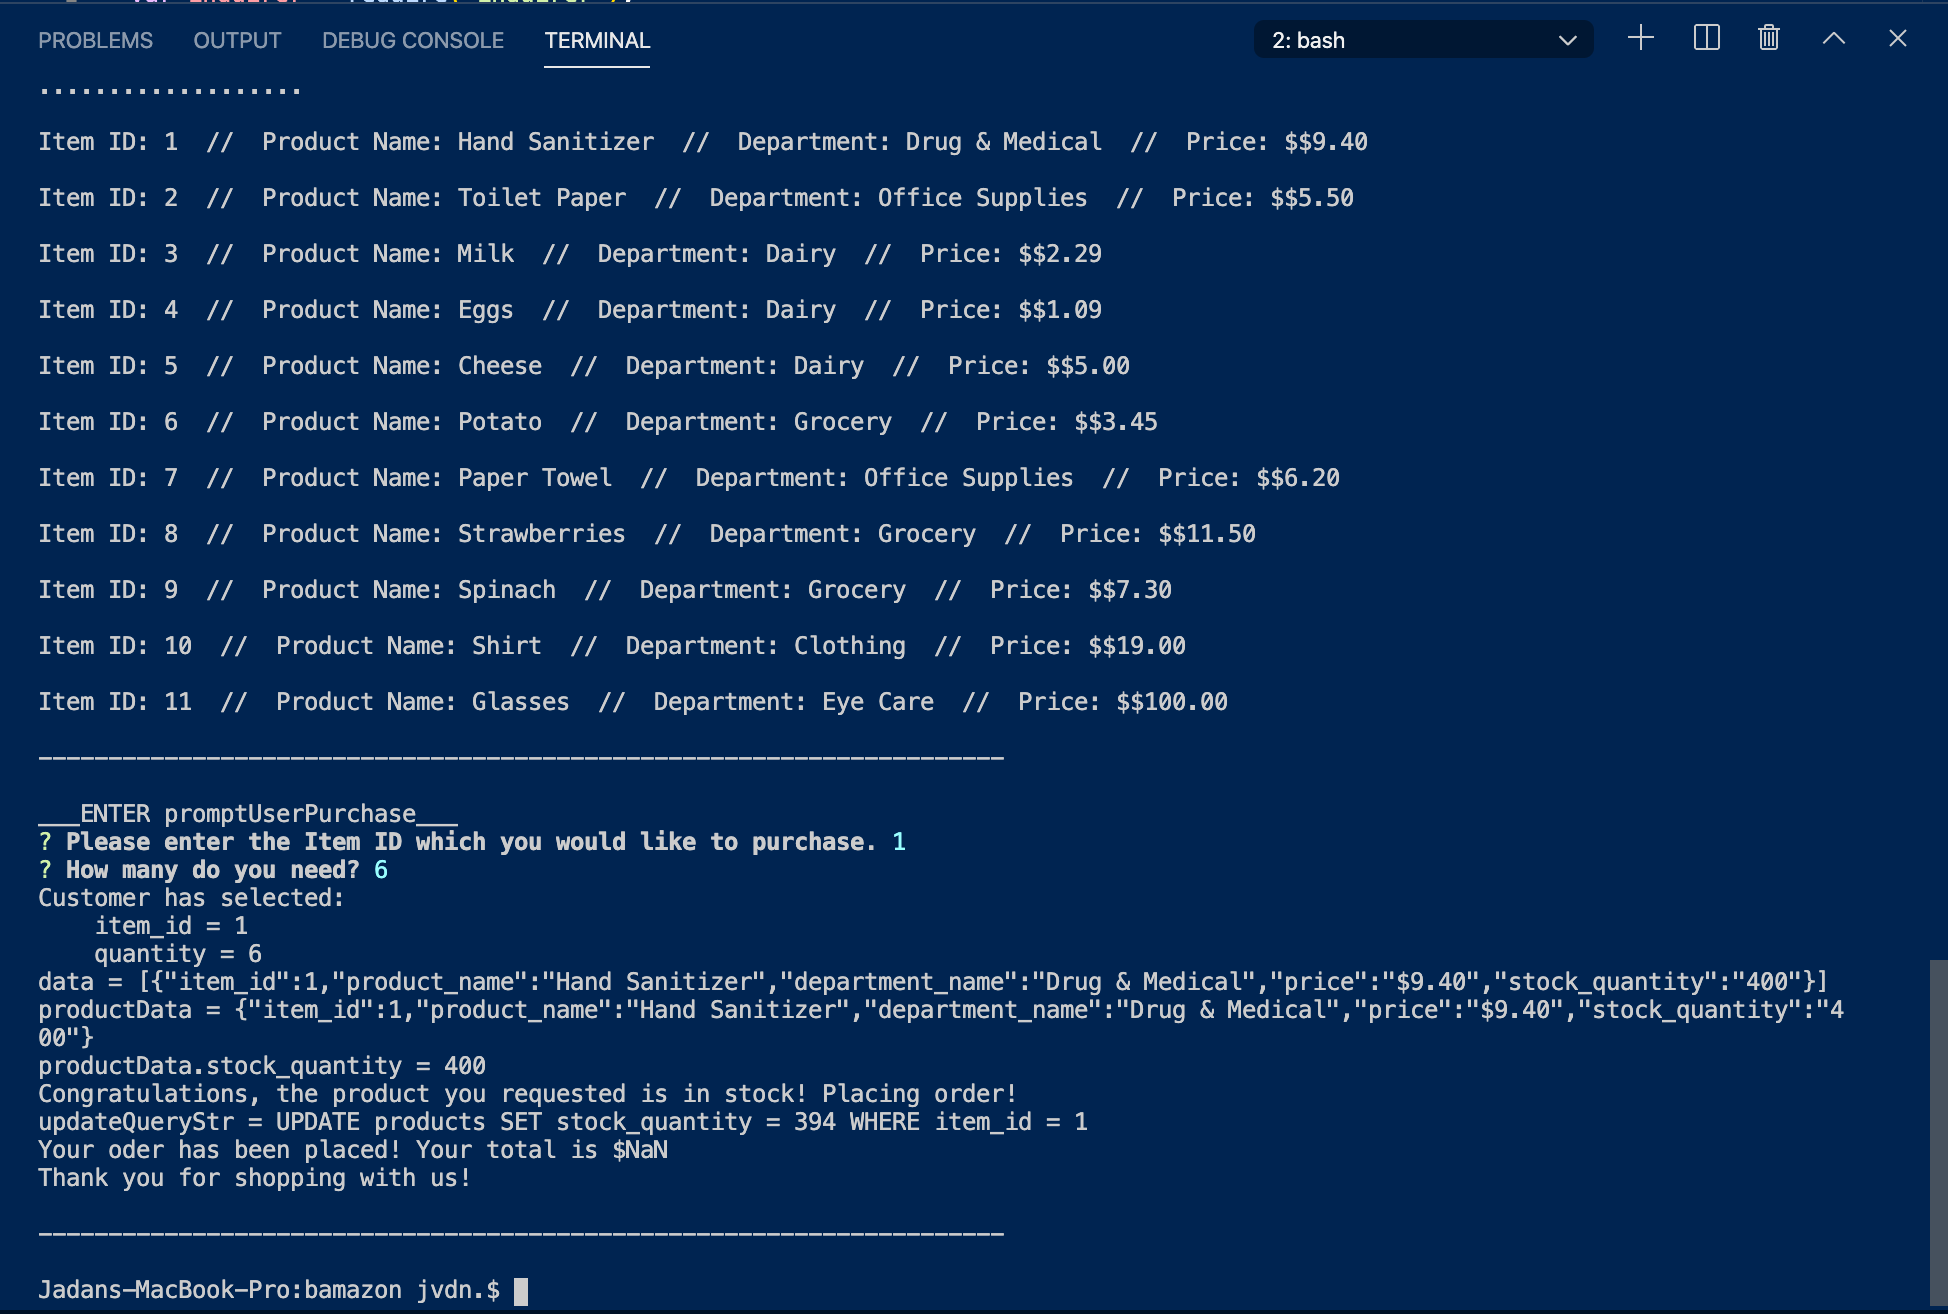 PROBLEMS OUTPUT DEBUG CONSOLE TERMINAL 2: bash
...................
Item ID: 1  //  Product Name: Hand Sanitizer  //  Department: Drug & Medical  //  Price: $$9.40
Item ID: 2  //  Product Name: Toilet Paper  //  Department: Office Supplies  //  Price: $$5.50
Item ID: 3  //  Product Name: Milk  //  Department: Dairy  //  Price: $$2.29
Item ID: 4  //  Product Name: Eggs  //  Department: Dairy  //  Price: $$1.09
Item ID: 5  //  Product Name: Cheese  //  Department: Dairy  //  Price: $$5.00
Item ID: 6  //  Product Name: Potato  //  Department: Grocery  //  Price: $$3.45
Item ID: 7  //  Product Name: Paper Towel  //  Department: Office Supplies  //  Price: $$6.20
Item ID: 8  //  Product Name: Strawberries  //  Department: Grocery  //  Price: $$11.50
Item ID: 9  //  Product Name: Spinach  //  Department: Grocery  //  Price: $$7.30
Item ID: 10  //  Product Name: Shirt  //  Department: Clothing  //  Price: $$19.00
Item ID: 11  //  Product Name: Glasses  //  Department: Eye Care  //  Price: $$100.00
---------------------------------------------------------------------
___ENTER promptUserPurchase___
? Please enter the Item ID which you would like to purchase. 1
? How many do you need? 6
Customer has selected:
    item_id = 1
    quantity = 6
data = [{"item_id":1,"product_name":"Hand Sanitizer","department_name":"Drug & Medical","price":"$9.40","stock_quantity":"400"}]
productData = {"item_id":1,"product_name":"Hand Sanitizer","department_name":"Drug & Medical","price":"$9.40","stock_quantity":"4
00"}
productData.stock_quantity = 400
Congratulations, the product you requested is in stock! Placing order!
updateQueryStr = UPDATE products SET stock_quantity = 394 WHERE item_id = 1
Your oder has been placed! Your total is $NaN
Thank you for shopping with us!
---------------------------------------------------------------------
Jadans-MacBook-Pro:bamazon jvdn.$